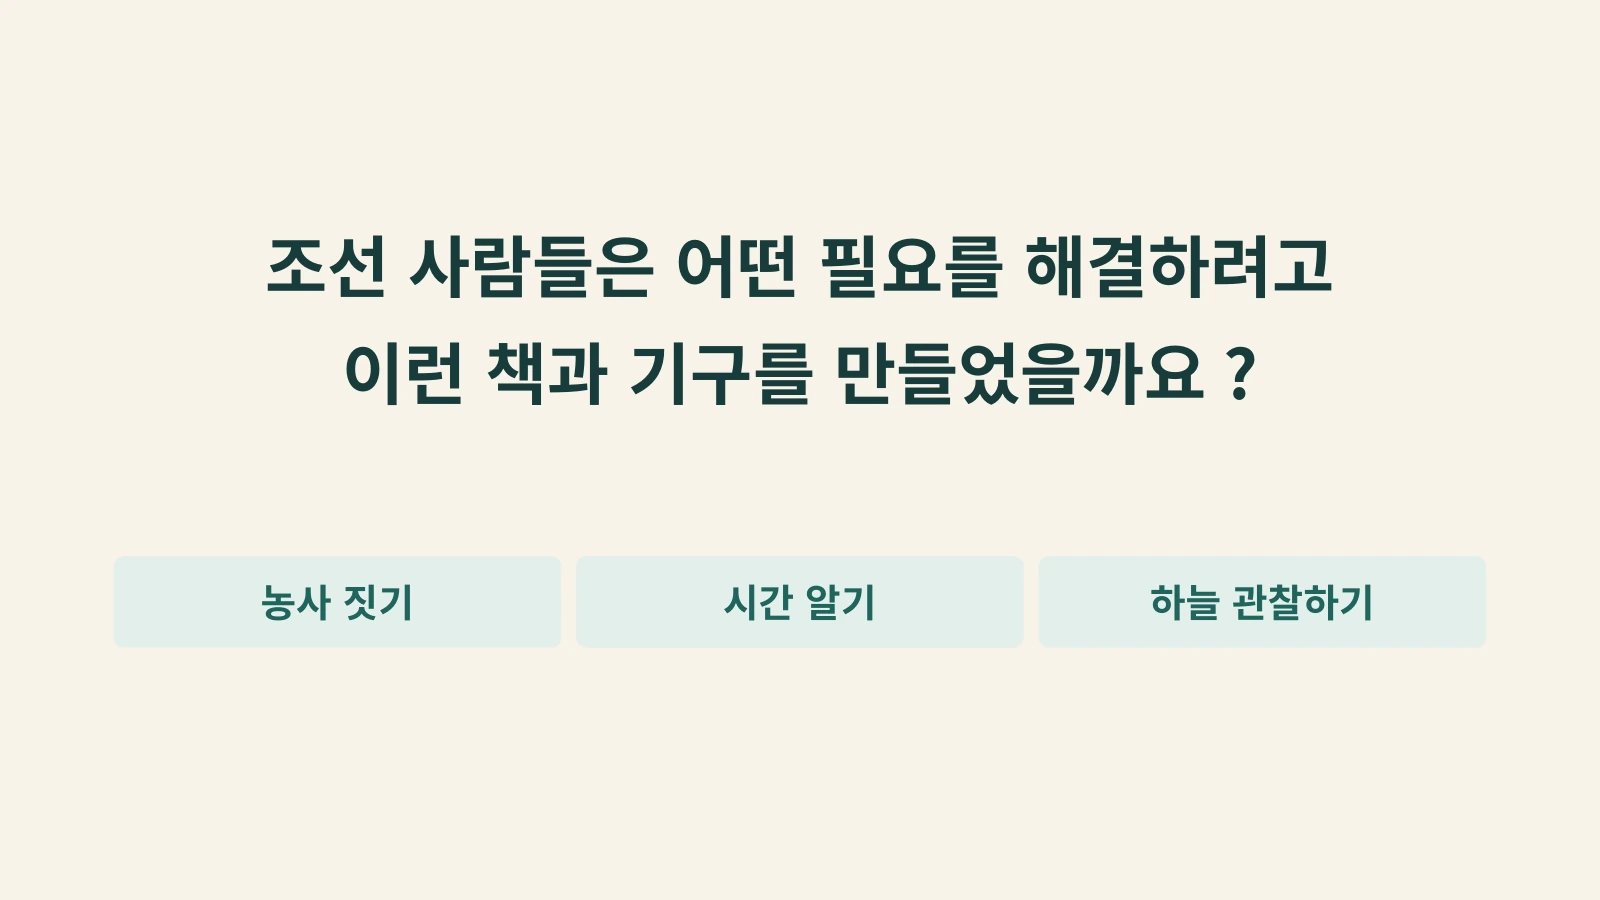 조선 사람들은 어떤 필요를 해결하려고
이런 책과 기구를 만들었을까요 ?
농사 짓기
시간 알기
하늘 관찰하기